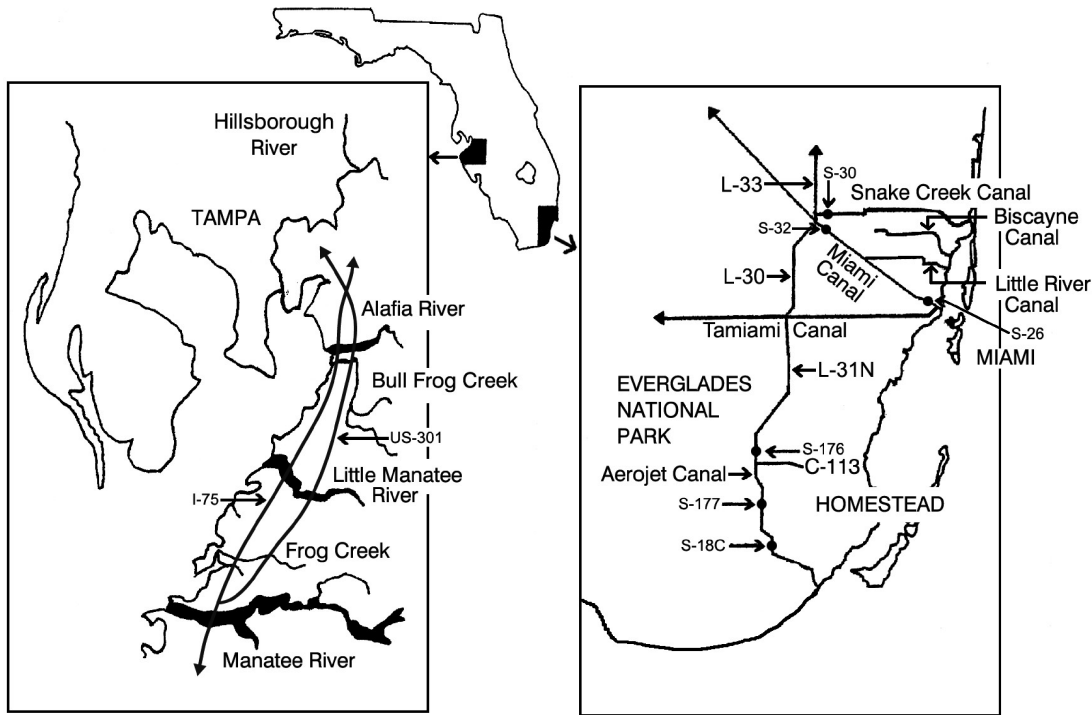 Hillsborough
River
TAMPA
Alafia River
Bull Frog Creek
US-301
Little Manatee
River
I-75
Frog Creek
Manatee River
S-30
L-33
Snake Creek Canal
Biscayne
Canal
S-32
Miami
Canal
L-30
Little River
Canal
Tamiami Canal
S-26
MIAMI
L-31N
EVERGLADES
NATIONAL
PARK
S-176
C-113
Aerojet Canal
S-177
HOMESTEAD
S-18C